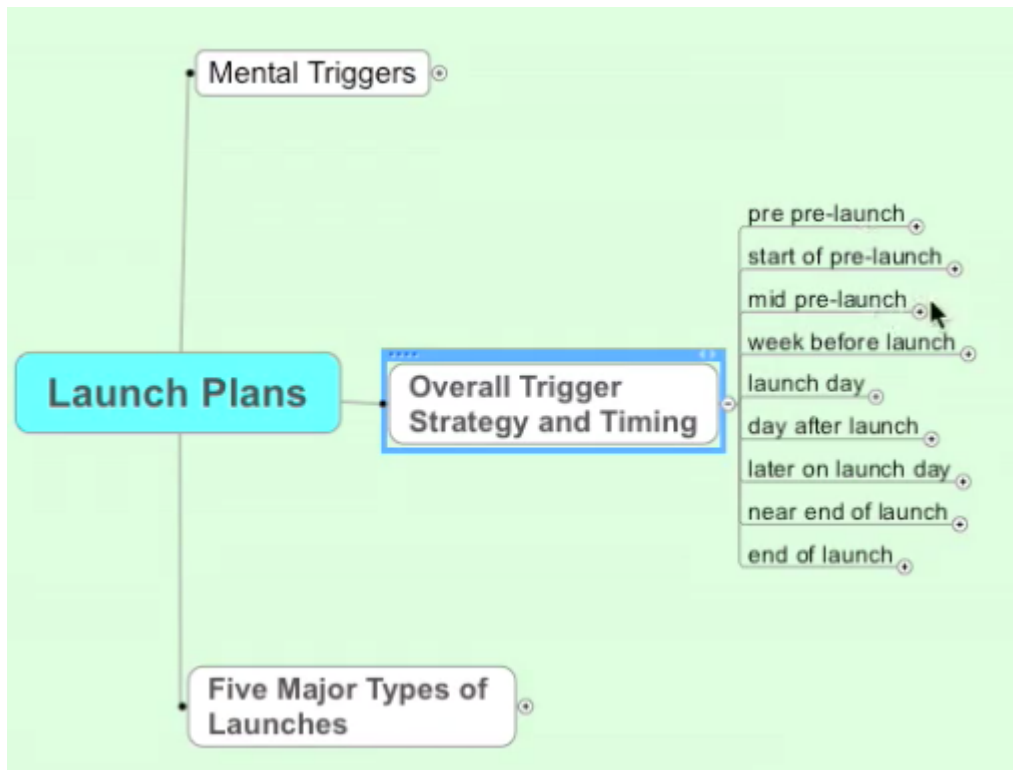 Mental Triggers
pre pre-launch
start of pre-launch
mid pre-launch
week before launch
Launch Plans
Overall Trigger
Strategy and Timing
launch day
day after launch
later on launch day
near end of launch
end of launch
Five Major Types of
Launches